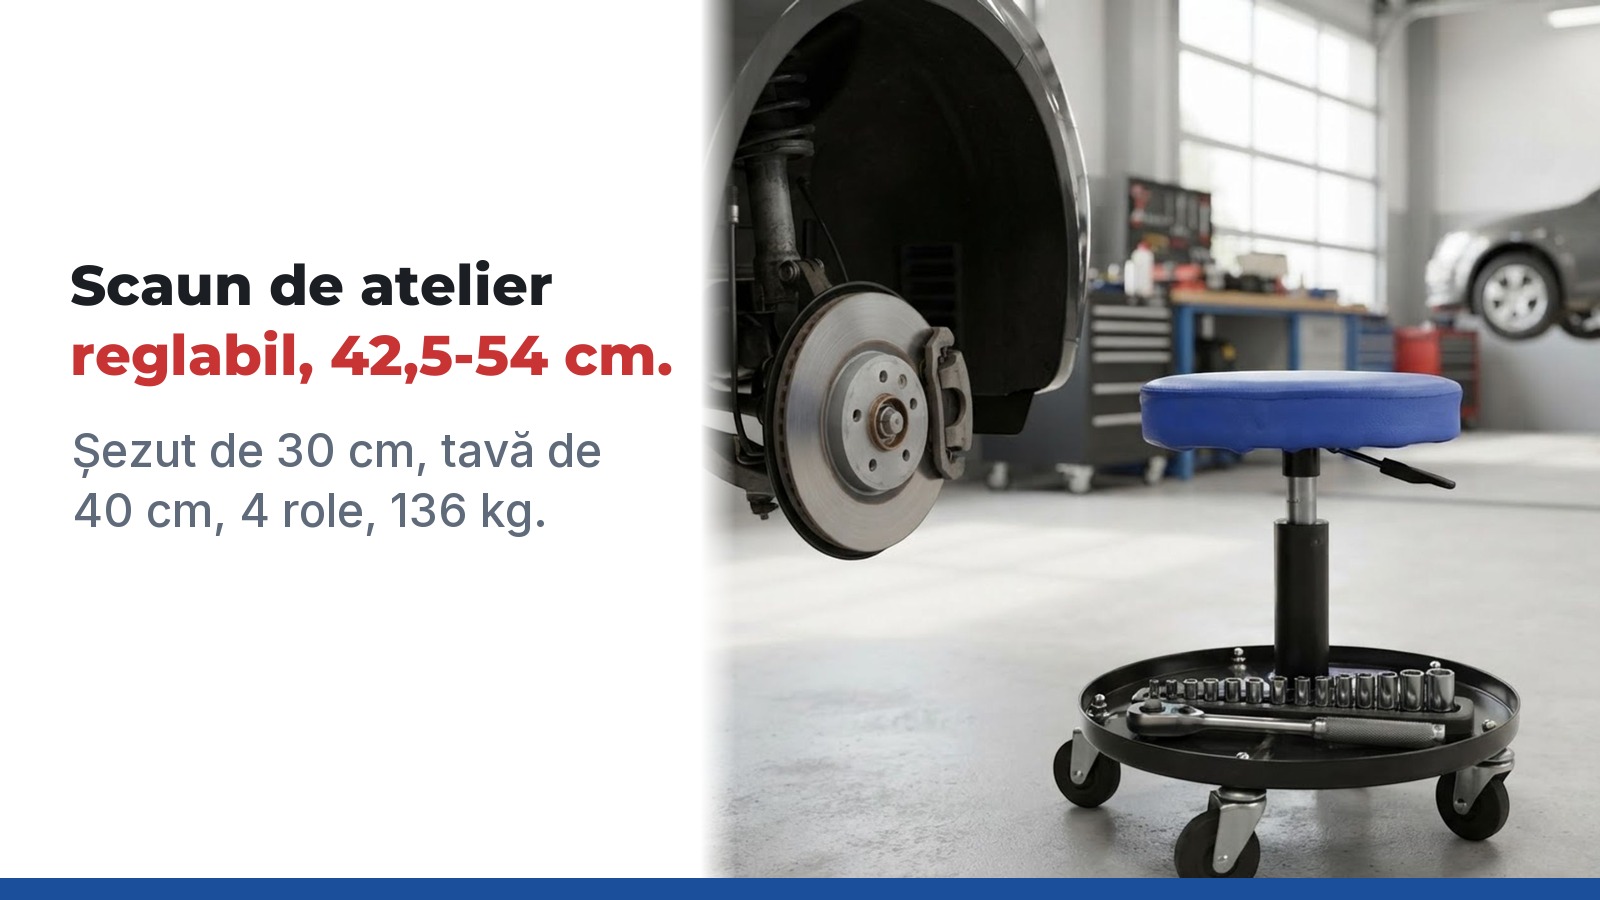 Scaun de atelier
reglabil, 42,5-54 cm.
Șezut de 30 cm, tavă de
40 cm, 4 role, 136 kg.